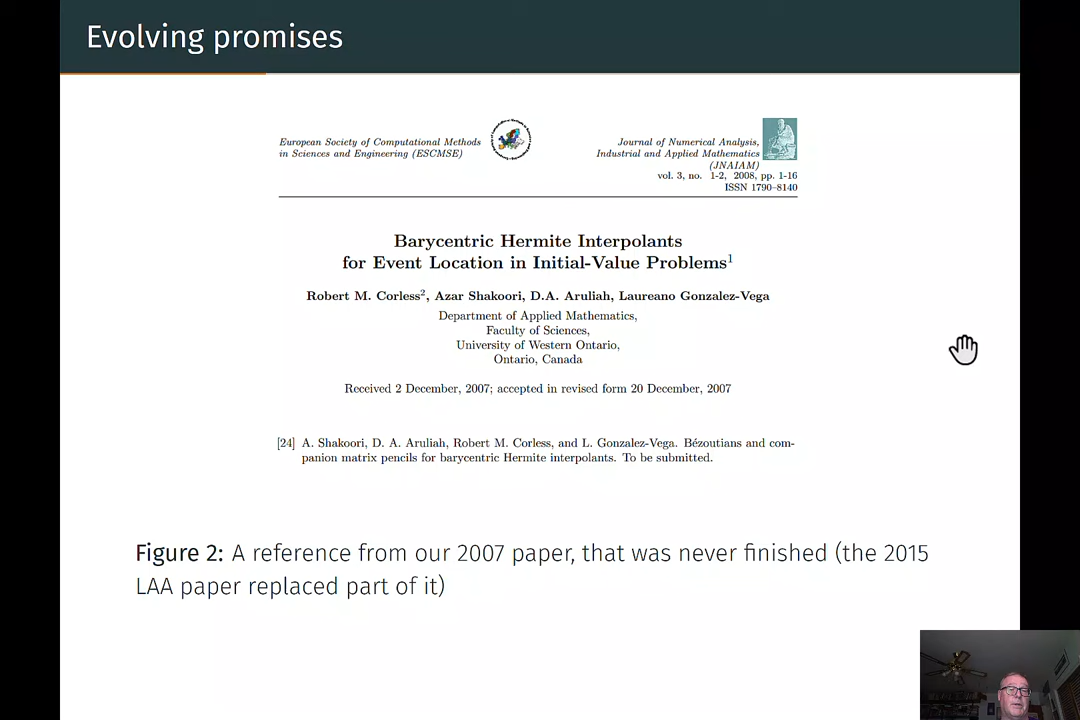 Evolving promises
European Society of Computational Methods
in Sciences and Engineering (ESCMSE)
Journal of Numerical Analysis,
Industrial and Applied Mathematics
(JNAIAM)
vol. 3, no. 1-2, 2008, pp. 1-16
ISSN 1790–8140
Barycentric Hermite Interpolants
for Event Location in Initial-Value Problems¹
Robert M. Corless², Azar Shakoori, D.A. Aruliah, Laureano Gonzalez-Vega
Department of Applied Mathematics,
Faculty of Sciences,
University of Western Ontario,
Ontario, Canada
Received 2 December, 2007; accepted in revised form 20 December, 2007
[24] A. Shakoori, D. A. Aruliah, Robert M. Corless, and L. Gonzalez-Vega. Bézoutians and com-
panion matrix pencils for barycentric Hermite interpolants. To be submitted.
Figure 2: A reference from our 2007 paper, that was never finished (the 2015
LAA paper replaced part of it)